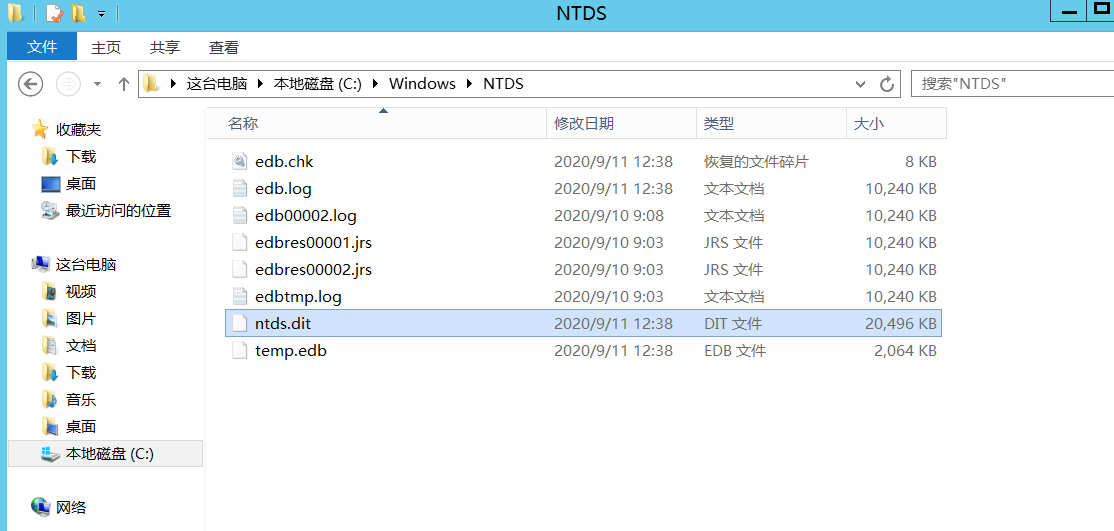 NTDS
文件 主页 共享 查看
这台电脑 本地磁盘 (C:) Windows NTDS 搜索"NTDS"
名称 修改日期 类型 大小
收藏夹
下载
桌面
最近访问的位置
这台电脑
视频
图片
文档
下载
音乐
桌面
本地磁盘 (C:)
网络
edb.chk 2020/9/11 12:38 恢复的文件碎片 8 KB
edb.log 2020/9/11 12:38 文本文档 10,240 KB
edb00002.log 2020/9/10 9:08 文本文档 10,240 KB
edbres00001.jrs 2020/9/10 9:03 JRS 文件 10,240 KB
edbres00002.jrs 2020/9/10 9:03 JRS 文件 10,240 KB
edbtmp.log 2020/9/10 9:03 文本文档 10,240 KB
ntds.dit 2020/9/11 12:38 DIT 文件 20,496 KB
temp.edb 2020/9/11 12:38 EDB 文件 2,064 KB